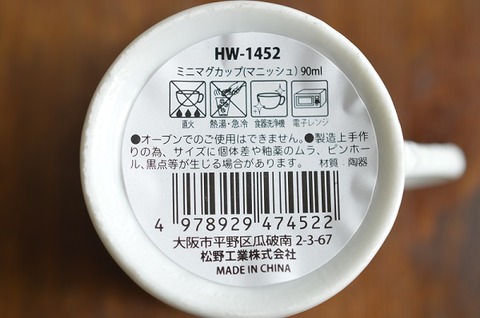 HW-1452
ミニマグカップ(マニッシュ) 90ml
直火 熱湯・急冷 食器洗浄機 電子レンジ
●オーブンでのご使用はできません。●製造上手作
りの為、サイズに個体差や釉薬のムラ、ピンホー
ル、黒点等が生じる場合があります。 材質：陶器
4 978929 474522
大阪市平野区瓜破南 2-3-67
松野工業株式会社
MADE IN CHINA